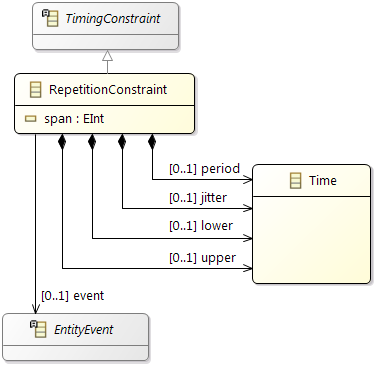 TimingConstraint
RepetitionConstraint
span : EInt
[0..1] period
Time
[0..1] jitter
[0..1] lower
[0..1] upper
[0..1] event
EntityEvent